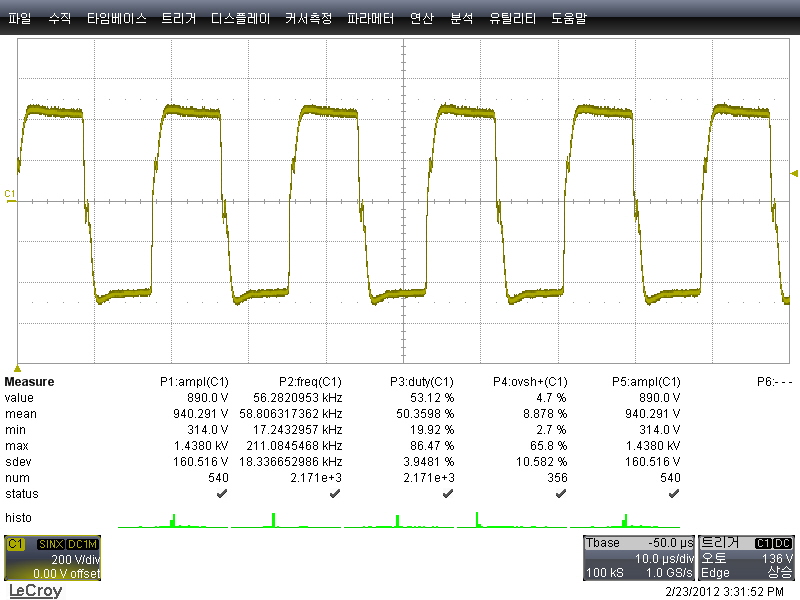 파일 수직 타임베이스 트리거 디스플레이 커서측정 파라메터 연산 분석 유틸리티 도움말
C1
Measure P1:ampl(C1) P2:freq(C1) P3:duty(C1) P4:ovsh+(C1) P5:ampl(C1) P6:- - -
value 890.0 V 56.2820953 kHz 53.12 % 4.7 % 890.0 V
mean 940.291 V 58.806317362 kHz 50.3598 % 8.878 % 940.291 V
min 314.0 V 17.2432957 kHz 19.92 % 2.7 % 314.0 V
max 1.4380 kV 211.0845468 kHz 86.47 % 65.8 % 1.4380 kV
sdev 160.516 V 18.336652986 kHz 3.9481 % 10.582 % 160.516 V
num 540 2.171e+3 2.171e+3 356 540
status
histo
C1 SINX DC1M
200 V/div
0.00 V offset
Tbase -50.0 µs
10.0 µs/div
100 kS 1.0 GS/s
트리거 C1 DC
오토 136 V
Edge 상승
LeCroy
2/23/2012 3:31:52 PM